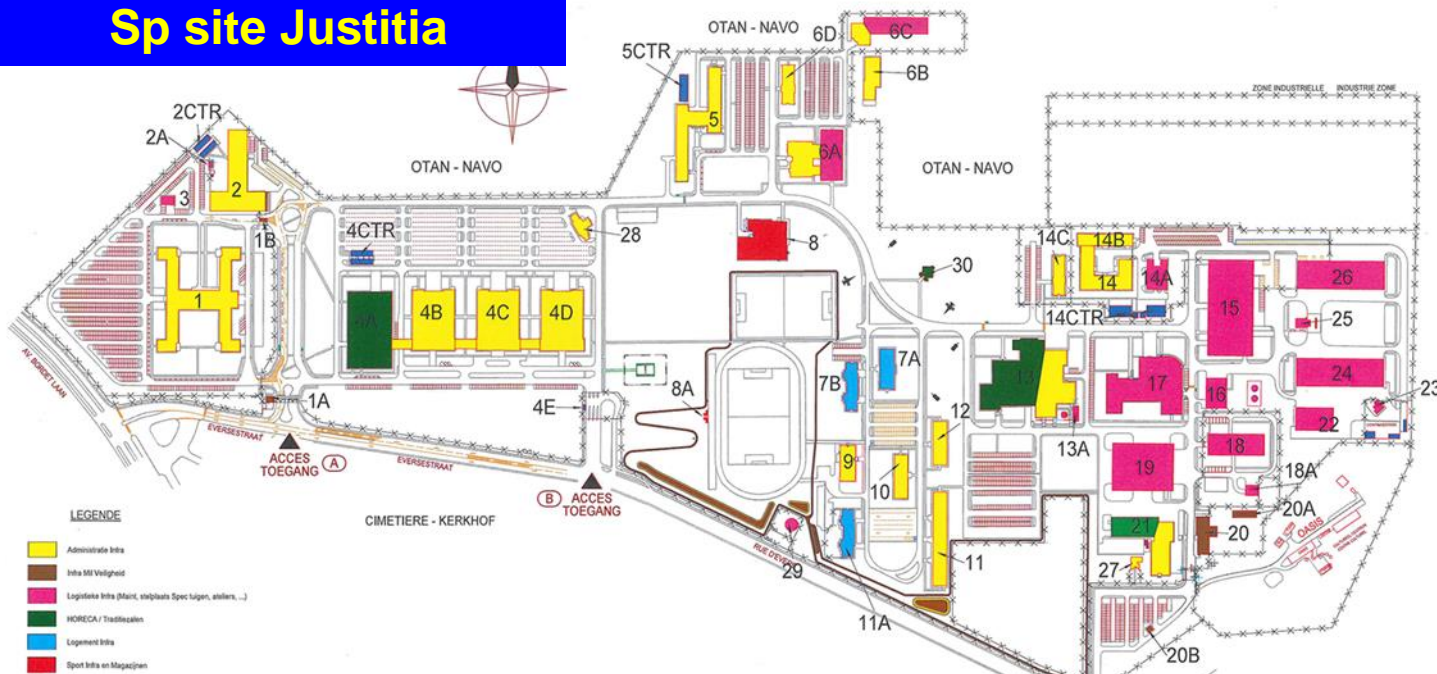 Sp site Justitia
OTAN - NAVO
6D
6C
5CTR
6B
ZONE INDUSTRIELLE INDUSTRIE ZONE
2CTR
2A
5
6A
OTAN - NAVO
OTAN - NAVO
2
3
1B
4CTR
28
8
14C
14B
14
14A
26
30
15
25
1
4A
4B
4C
4D
14CTR
7A
7B
13
17
24
16
23
AV. BORDET LAAN
1A
4E
8A
12
22
EVERSESTRAAT
ACCES
TOEGANG
A
EVERSESTRAAT
9
13A
18
10
19
18A
B
ACCES
TOEGANG
20A
CIMETIERE - KERKHOF
21
20
OASIS
RUE D'EVERE
29
11
27
11A
20B
LEGENDE
Administratie Infra
Infra Mil Veiligheid
Logistieke Infra (Maint, stelplaats Spec tuigen, ateliers, ...)
HORECA / Traditiezalen
Logement Infra
Sport Infra en Magazijnen